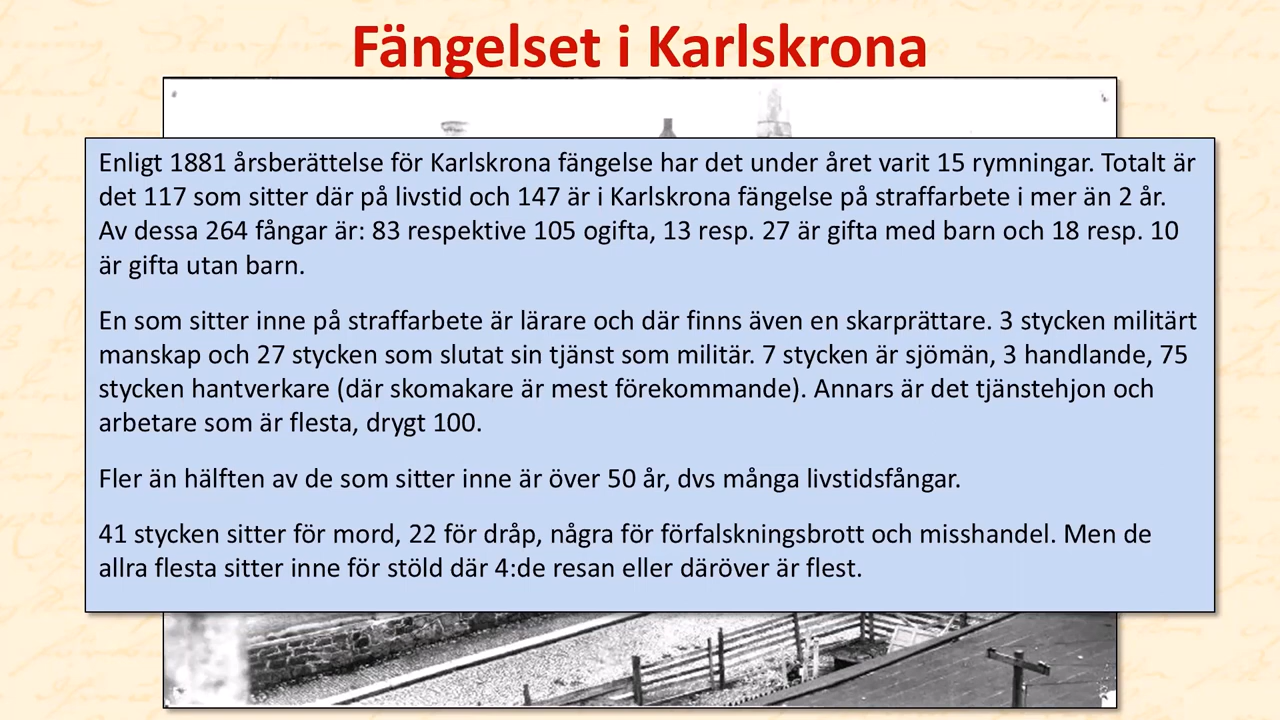 Fängelset i Karlskrona
Enligt 1881 årsberättelse för Karlskrona fängelse har det under året varit 15 rymningar. Totalt är
det 117 som sitter där på livstid och 147 är i Karlskrona fängelse på straffarbete i mer än 2 år.
Av dessa 264 fångar är: 83 respektive 105 ogifta, 13 resp. 27 är gifta med barn och 18 resp. 10
är gifta utan barn.
En som sitter inne på straffarbete är lärare och där finns även en skarprättare. 3 stycken militärt
manskap och 27 stycken som slutat sin tjänst som militär. 7 stycken är sjömän, 3 handlande, 75
stycken hantverkare (där skomakare är mest förekommande). Annars är det tjänstehjon och
arbetare som är flesta, drygt 100.
Fler än hälften av de som sitter inne är över 50 år, dvs många livstidsfångar.
41 stycken sitter för mord, 22 för dråp, några för förfalskningsbrott och misshandel. Men de
allra flesta sitter inne för stöld där 4:de resan eller däröver är flest.